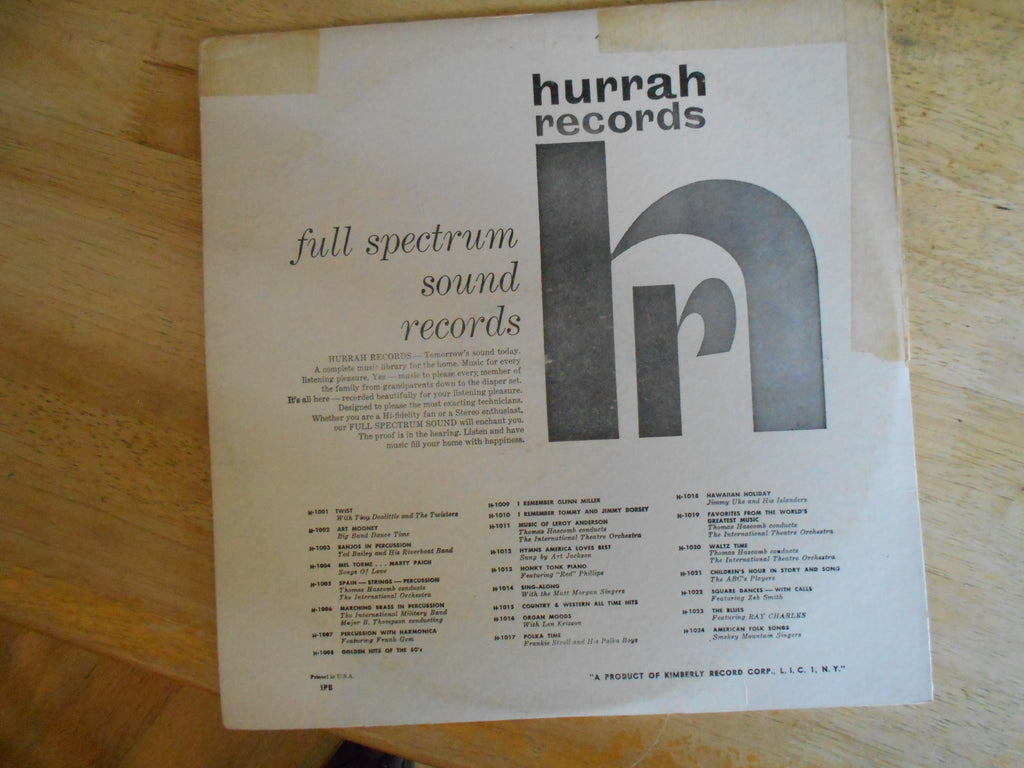 hurrah
records
full spectrum
sound
records
HURRAH RECORDS — Tomorrow's sound today.
A complete music library for the home. Music for every
listening pleasure. Yes — music to please every member of
the family from grandparents down to the diaper set.
It's all here — recorded beautifully for your listening pleasure.
Designed to please the most exacting technicians.
Whether you are a Hi-fidelity fan or a Stereo enthusiast,
our FULL SPECTRUM SOUND will enchant you.
The proof is in the hearing. Listen and have
music fill your home with happiness.
H-1001 TWIST
With Tiny Doolittle and The Twisters
H-1002 ART MOONEY
Big Band Dance Time
H-1003 BANJOS IN PERCUSSION
Ted Bailey and His Riverboat Band
H-1004 MEL TORME . . . MARTY PAICH
Songs Of Love
H-1005 SPAIN — STRINGS — PERCUSSION
Thomas Hascomb conducts
The International Orchestra
H-1006 MARCHING BRASS IN PERCUSSION
The International Military Band
Major B. Thompson conducting
H-1007 PERCUSSION WITH HARMONICA
Featuring Frank Gem
H-1008 GOLDEN HITS OF THE 50's
H-1009 I REMEMBER GLENN MILLER
H-1010 I REMEMBER TOMMY AND JIMMY DORSEY
H-1011 MUSIC OF LEROY ANDERSON
Thomas Hascomb conducts
The International Theatre Orchestra
H-1012 HYMNS AMERICA LOVES BEST
Sung by Art Jackson
H-1013 HONKY TONK PIANO
Featuring "Red" Phillips
H-1014 SING-ALONG
With the Matt Morgan Singers
H-1015 COUNTRY & WESTERN ALL TIME HITS
H-1016 ORGAN MOODS
With Len Krisson
H-1017 POLKA TIME
Frankie Stroll and His Polka Boys
H-1018 HAWAIIAN HOLIDAY
Jimmy Uke and His Islanders
H-1019 FAVORITES FROM THE WORLD'S
GREATEST MUSIC
Thomas Hascomb conducts
The International Theatre Orchestra
H-1020 WALTZ TIME
Thomas Hascomb conducts
The International Theatre Orchestra
H-1021 CHILDREN'S HOUR IN STORY AND SONG
The ABC's Players
H-1022 SQUARE DANCES — WITH CALLS
Featuring Zeb Smith
H-1023 THE BLUES
Featuring RAY CHARLES
H-1024 AMERICAN FOLK SONGS
Smokey Mountain Singers
Printed in U.S.A.
1PB
"A PRODUCT OF KIMBERLY RECORD CORP., L. I. C. 1, N. Y."